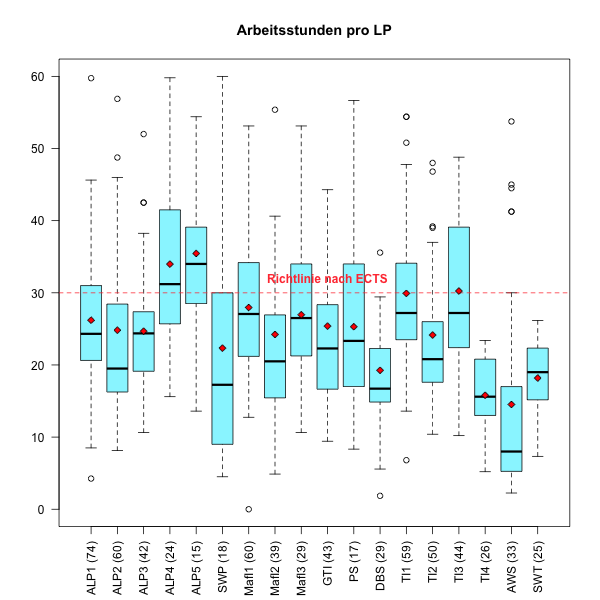 Arbeitsstunden pro LP
60
50
40
30
20
10
0
Richtlinie nach ECTS
ALP1 (74)
ALP2 (60)
ALP3 (42)
ALP4 (24)
ALP5 (15)
SWP (18)
MafI1 (60)
MafI2 (39)
MafI3 (29)
GTI (43)
PS (17)
DBS (29)
TI1 (59)
TI2 (50)
TI3 (44)
TI4 (26)
AWS (33)
SWT (25)